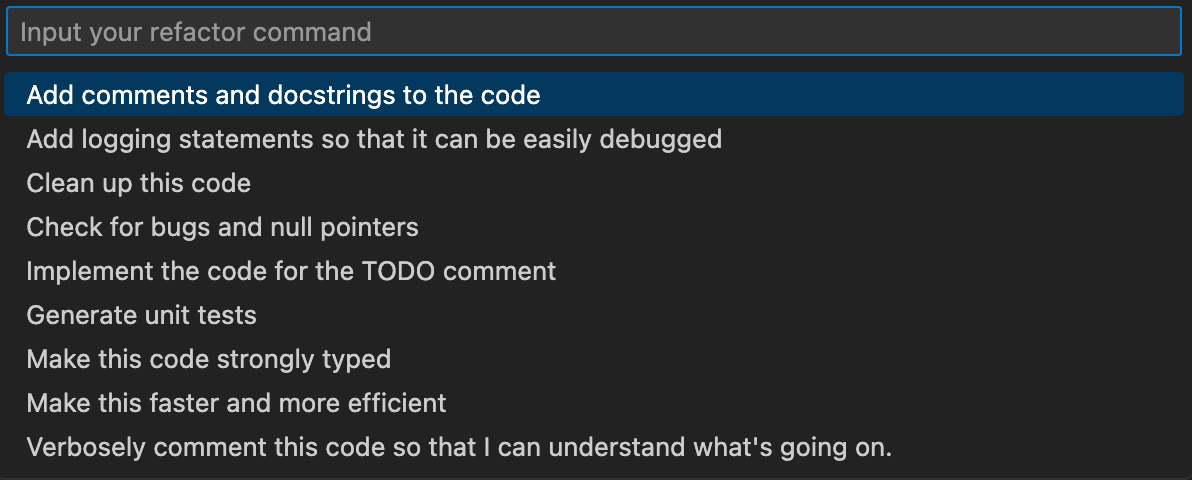 Input your refactor command
Add comments and docstrings to the code
Add logging statements so that it can be easily debugged
Clean up this code
Check for bugs and null pointers
Implement the code for the TODO comment
Generate unit tests
Make this code strongly typed
Make this faster and more efficient
Verbosely comment this code so that I can understand what's going on.